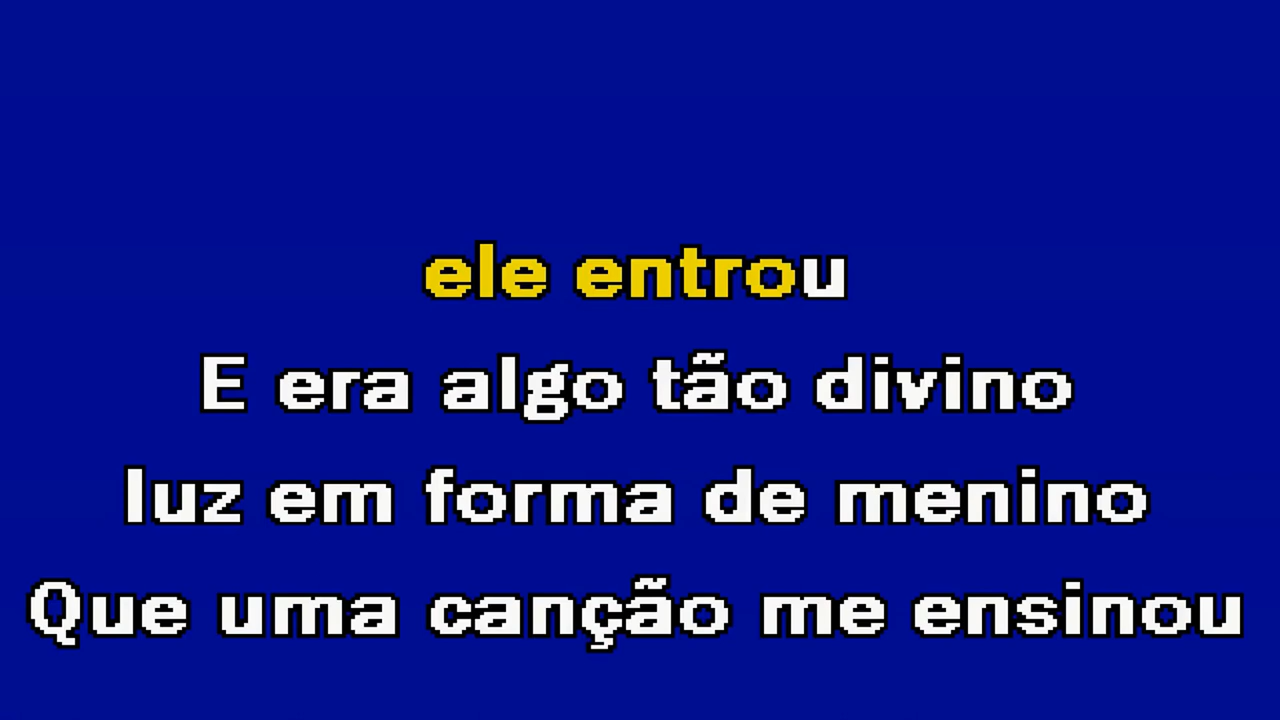 ele entrou
E era algo tão divino
luz em forma de menino
Que uma canção me ensinou